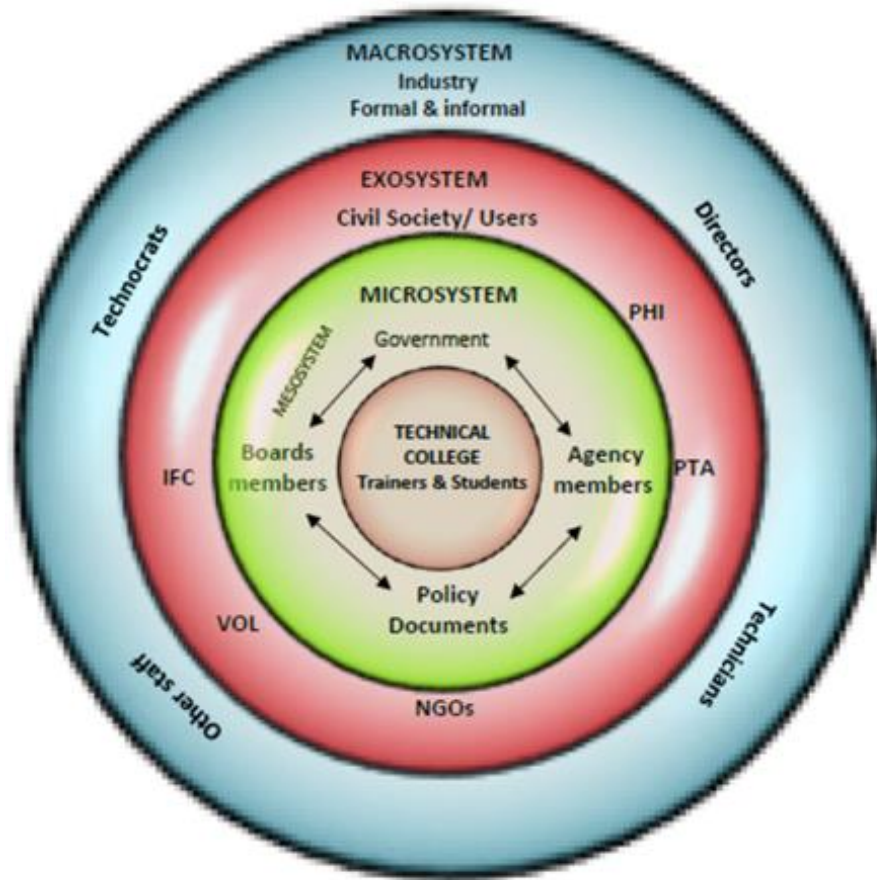 MACROSYSTEM
Industry
Formal & informal
EXOSYSTEM
Civil Society/ Users
Technocrats
Directors
MICROSYSTEM
PHI
Government
MESOSYSTEM
TECHNICAL
COLLEGE
Trainers & Students
Boards
members
Agency
members
IFC
PTA
Policy
Documents
VOL
Other staff
Technicians
NGOs